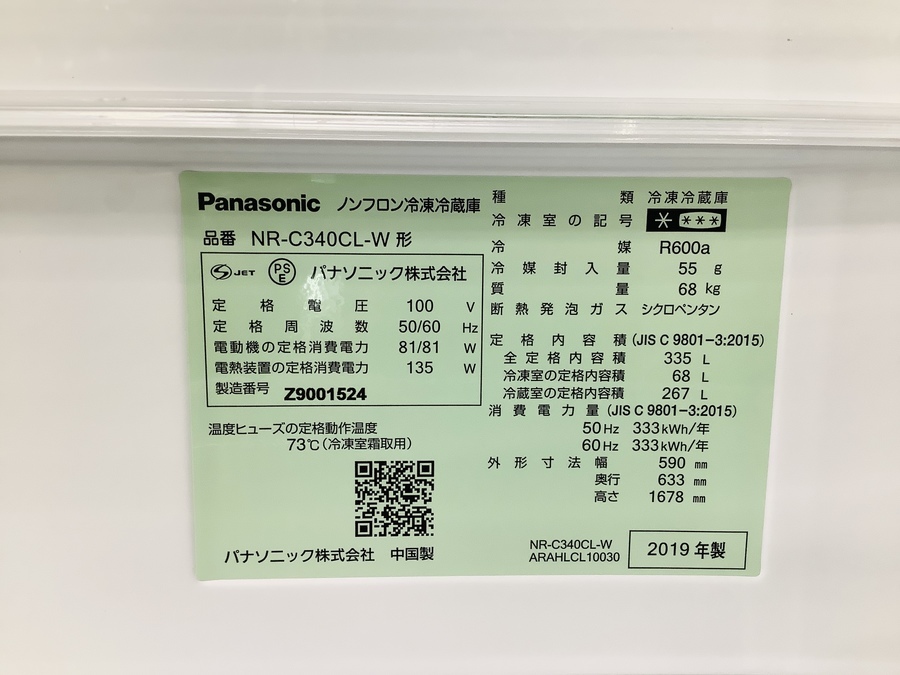 Panasonic ノンフロン冷凍冷蔵庫
品番 NR-C340CL-W 形
JET PSE パナソニック株式会社
定格電圧 100 V
定格周波数 50/60 Hz
電動機の定格消費電力 81/81 W
電熱装置の定格消費電力 135 W
製造番号 Z9001524
温度ヒューズの定格動作温度
73℃(冷凍室霜取用)
パナソニック株式会社 中国製
種類 冷凍冷蔵庫
冷凍室の記号 * ***
冷媒 R600a
冷媒封入量 55 g
質量 68 kg
断熱発泡ガス シクロペンタン
定格内容積 (JIS C 9801-3:2015)
全定格内容積 335 L
冷凍室の定格内容積 68 L
冷蔵室の定格内容積 267 L
消費電力量 (JIS C 9801-3:2015)
50Hz 333kWh/年
60Hz 333kWh/年
外形寸法幅 590 mm
奥行 633 mm
高さ 1678 mm
NR-C340CL-W
ARAHLCL10030
2019 年製